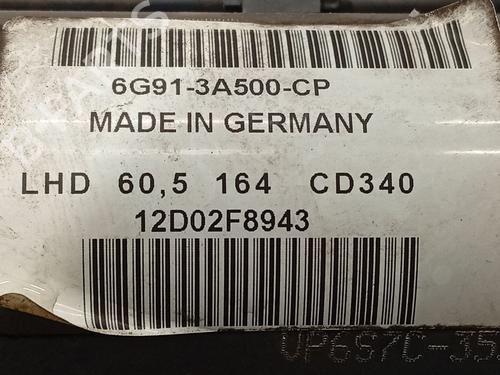 6G91-3A500-CP
MADE IN GERMANY
LHD 60,5 164 CD340
12D02F8943